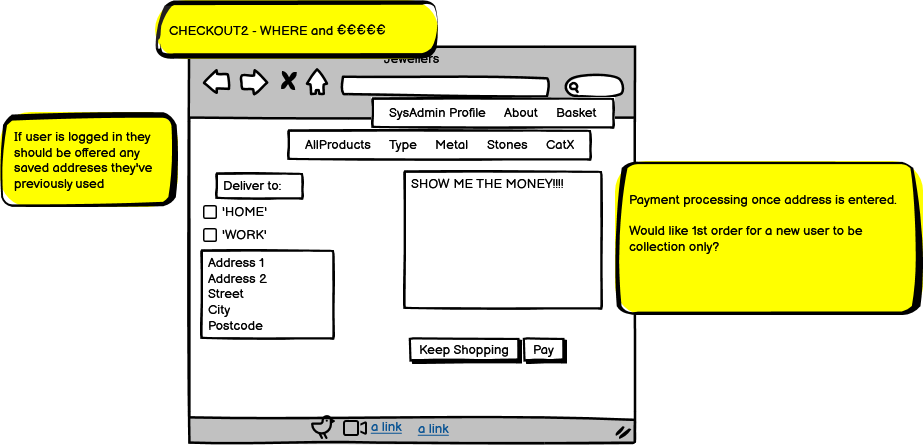 CHECKOUT2 - WHERE and €€€€€
Jewellers
SysAdmin Profile About Basket
If user is logged in they
should be offered any
saved addreses they've
previously used
AllProducts Type Metal Stones CatX
Deliver to:
'HOME'
'WORK'
Address 1
Address 2
Street
City
Postcode
SHOW ME THE MONEY!!!!
Payment processing once address is entered.
Would like 1st order for a new user to be
collection only?
Keep Shopping Pay
a link a link